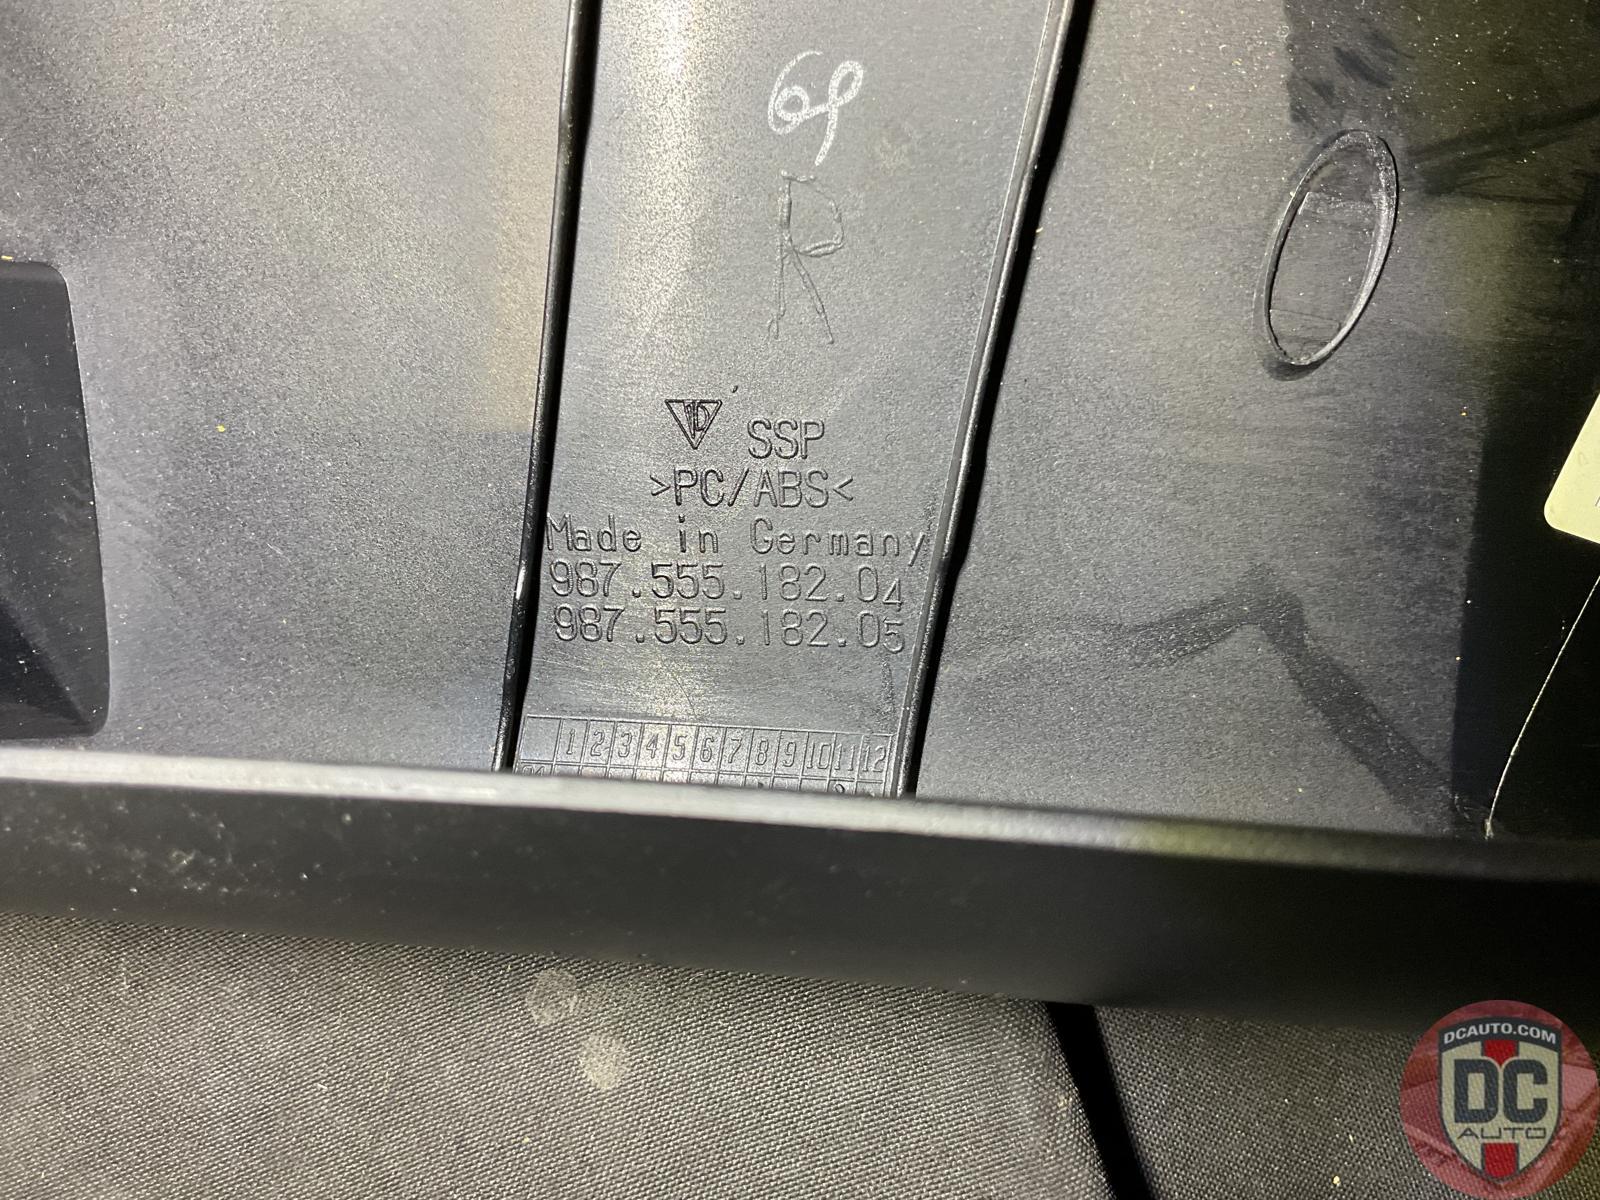 R
SSP
>PC/ABS<
Made in Germany
987.555.182.04
987.555.182.05
1 2 3 4 5 6 7 8 9 10 11 12
DCAUTO.COM
DC
AUTO